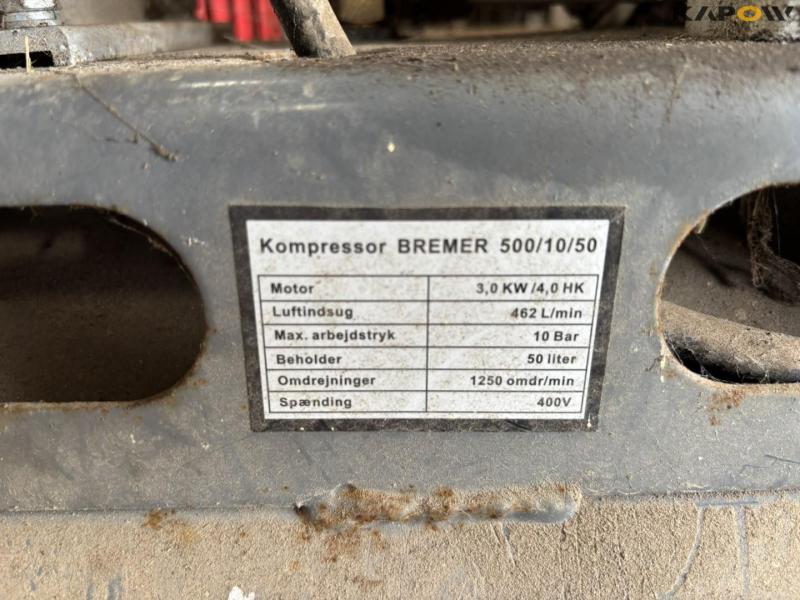 KAPOW
Kompressor BREMER 500/10/50
Motor 3,0 KW /4,0 HK
Luftindsug 462 L/min
Max. arbejdstryk 10 Bar
Beholder 50 liter
Omdrejninger 1250 omdr/min
Spænding 400V